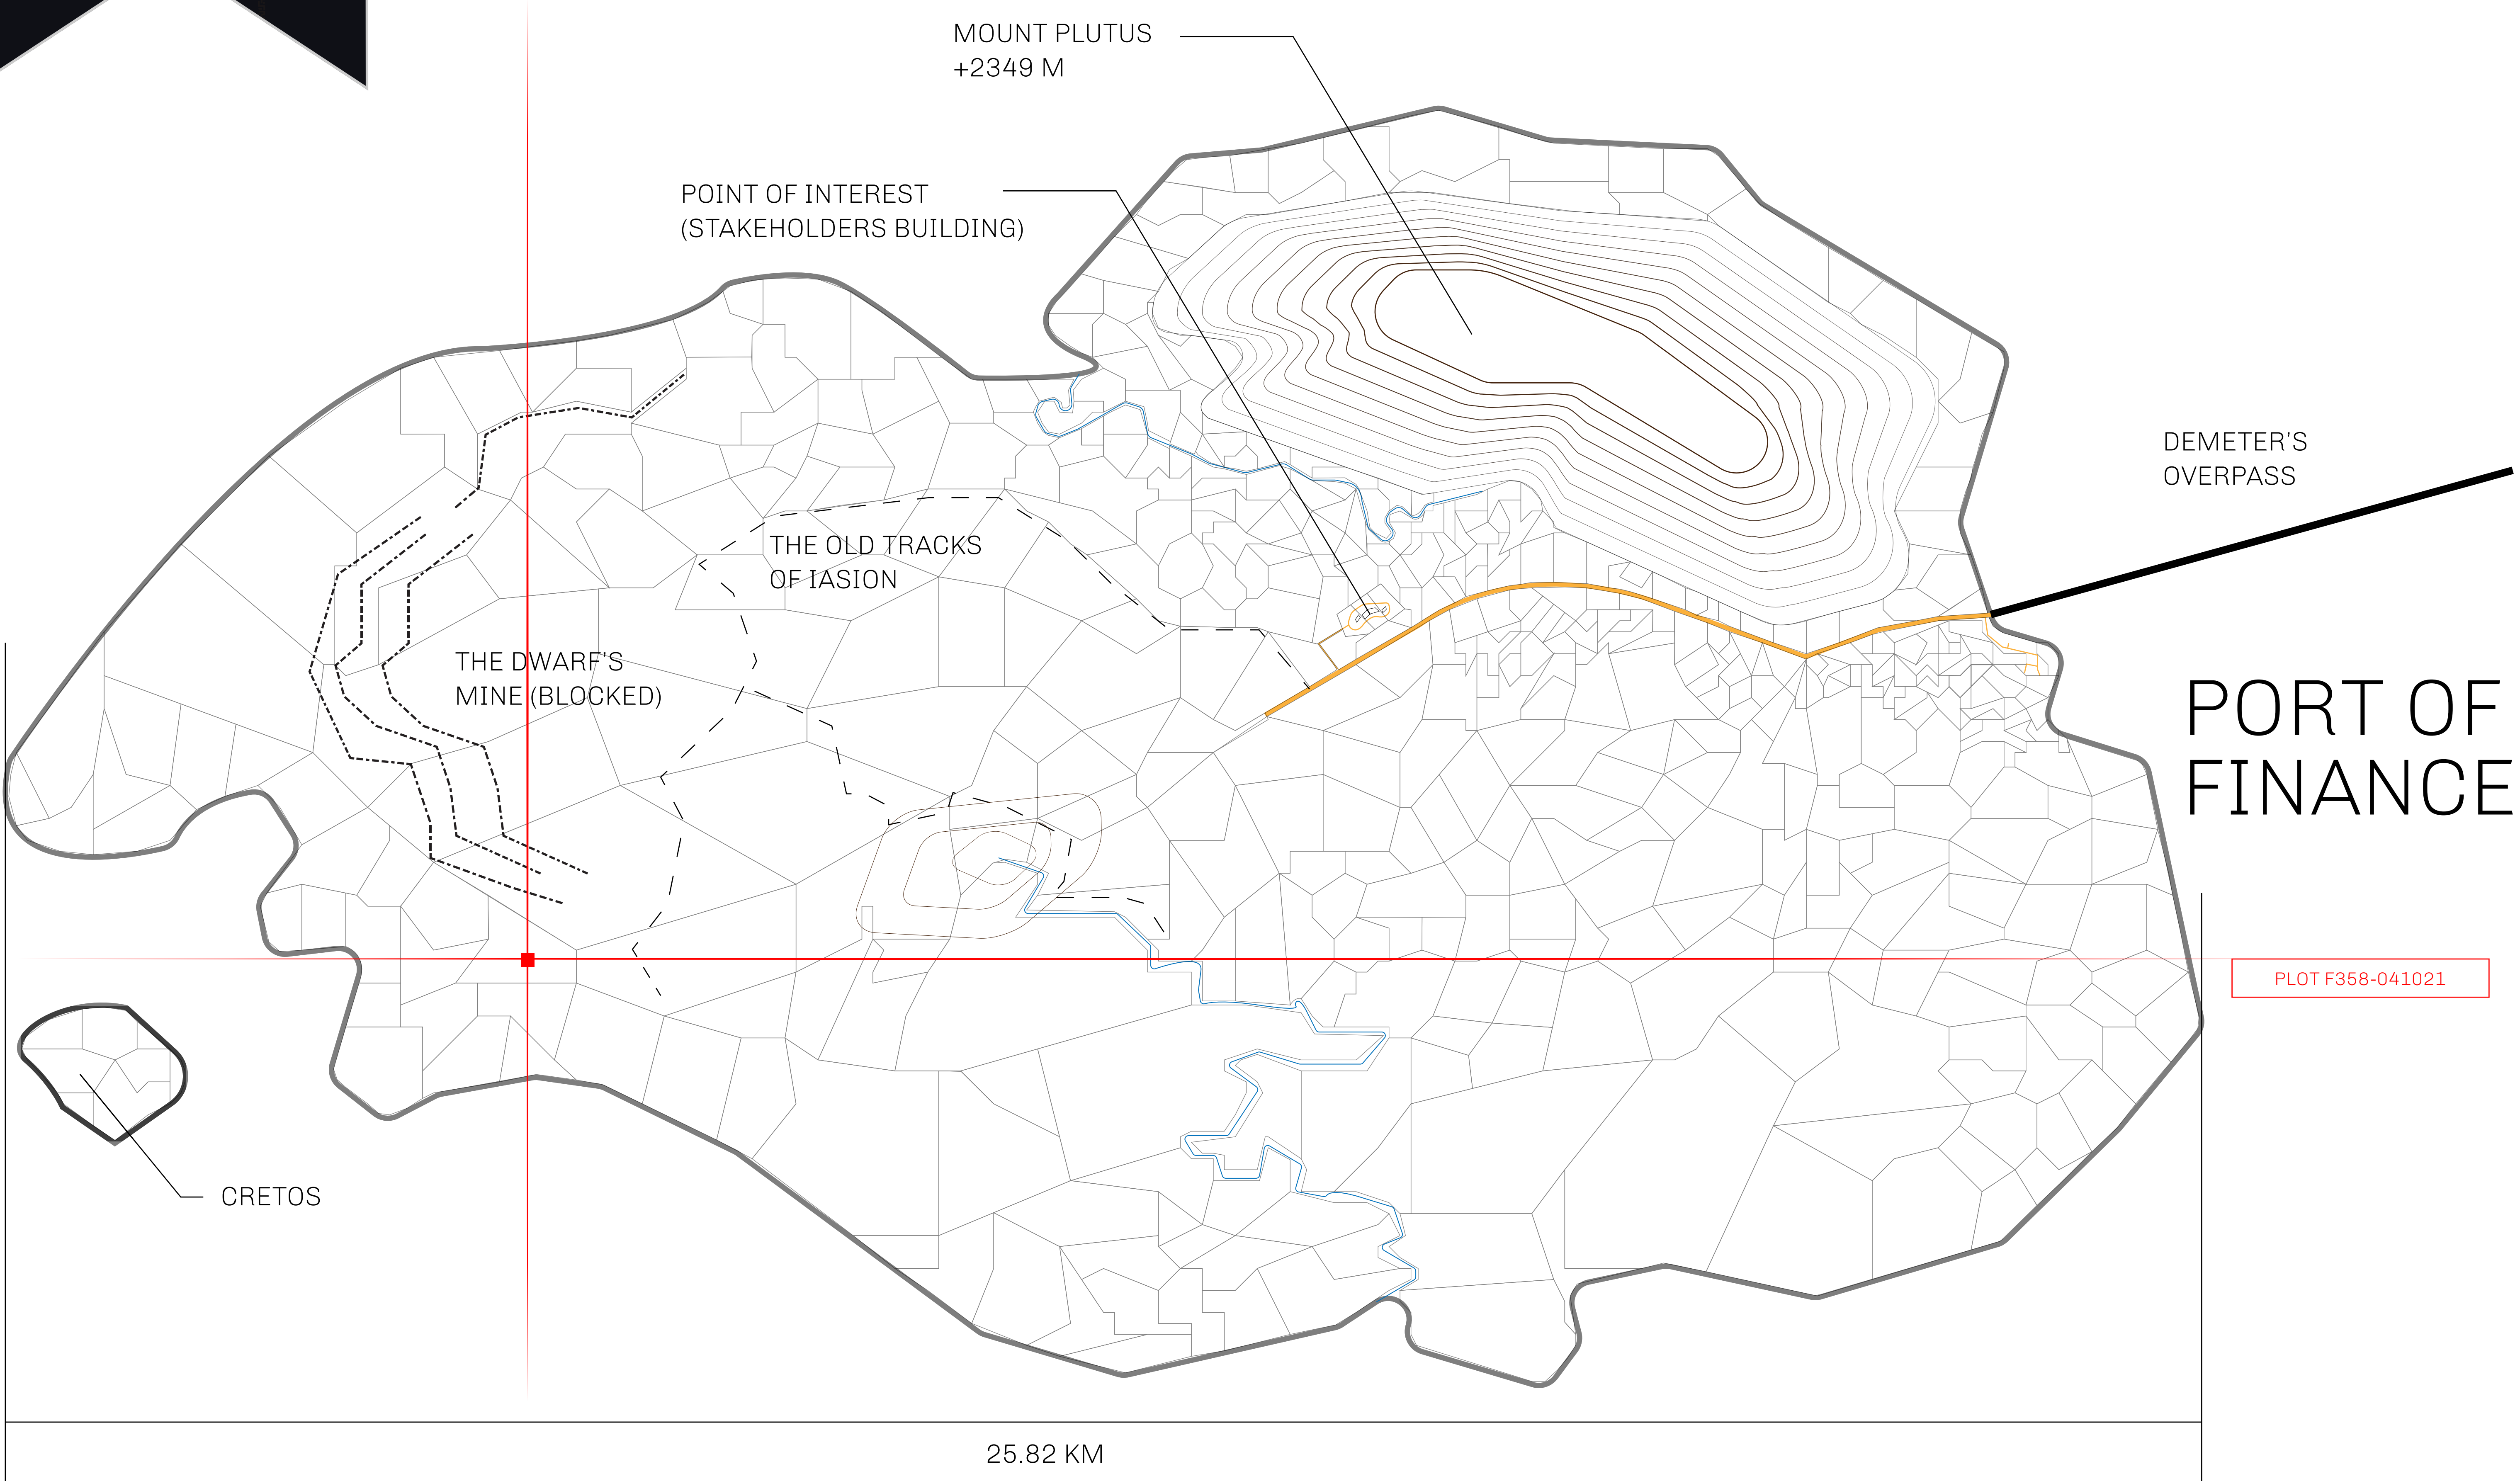 MOUNT PLUTUS
+2349 M
POINT OF INTEREST
(STAKEHOLDERS BUILDING)
DEMETER'S
OVERPASS
THE OLD TRACKS
OF IASION
THE DWARF'S
MINE (BLOCKED)
PORT OF
FINANCE
PLOT F358-041021
CRETOS
25.82 KM